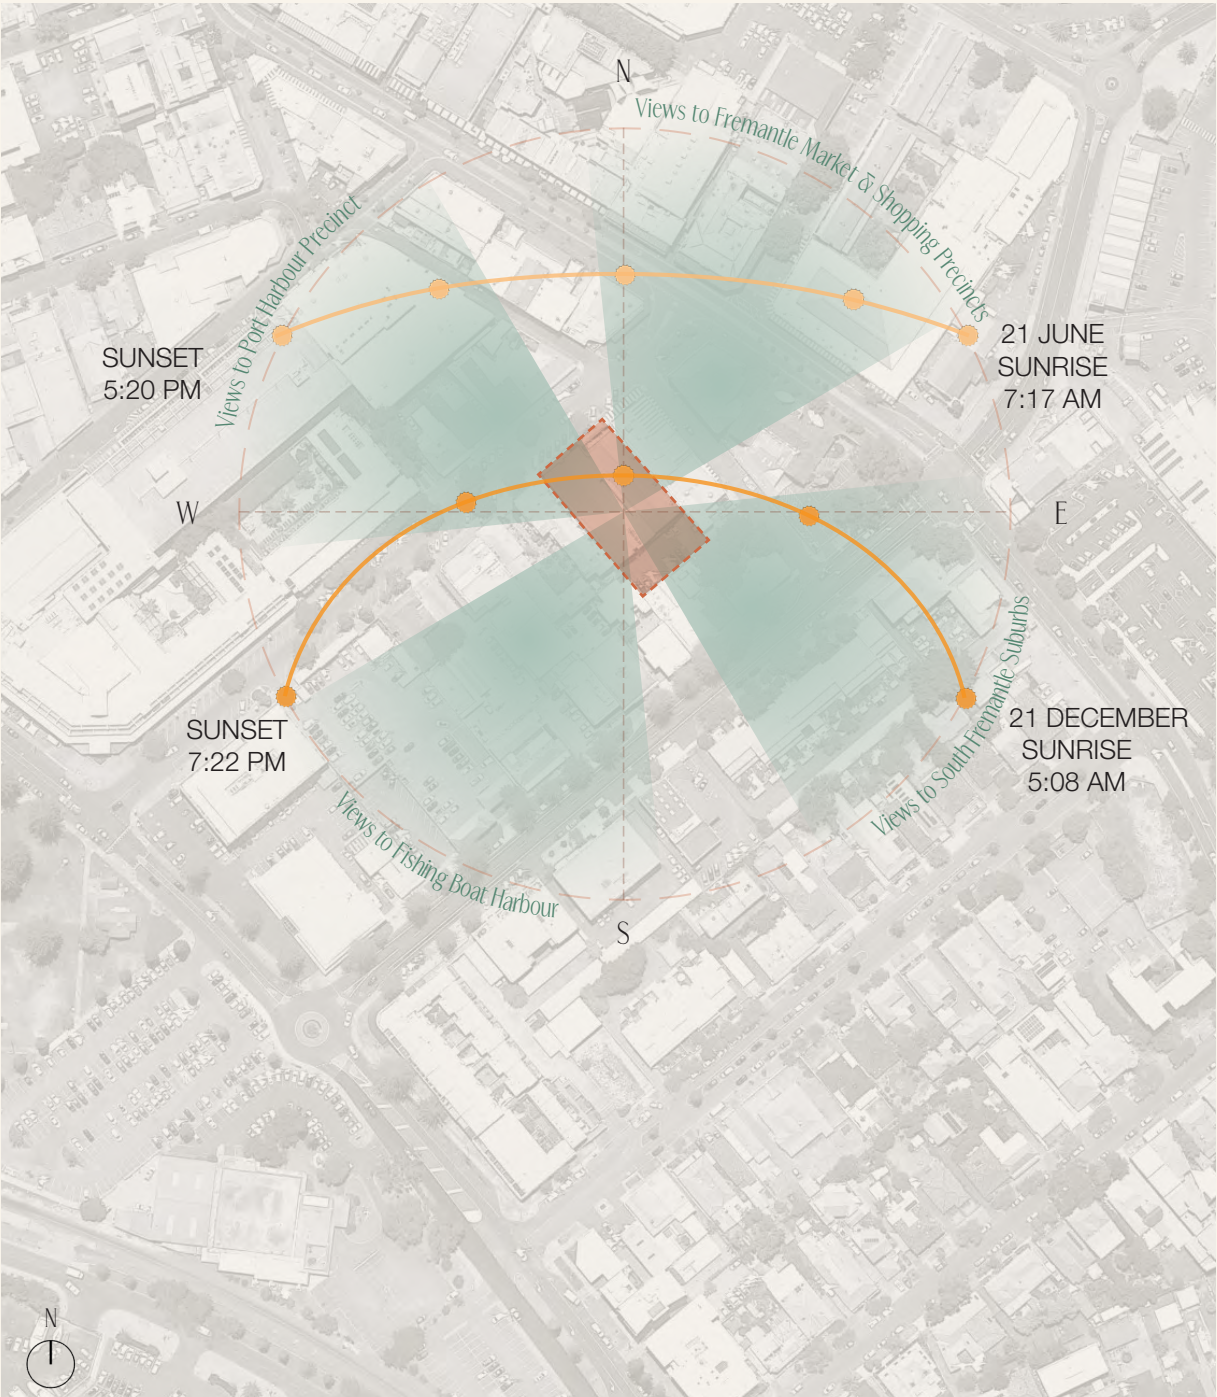 N
Views to Fremantle Market & Shopping Precincts
Views to Port Harbour Precinct
21 JUNE
SUNRISE
7:17 AM
SUNSET
5:20 PM
W
E
SUNSET
7:22 PM
21 DECEMBER
SUNRISE
5:08 AM
Views to South Fremantle Suburbs
Views to Fishing Boat Harbour
S
N